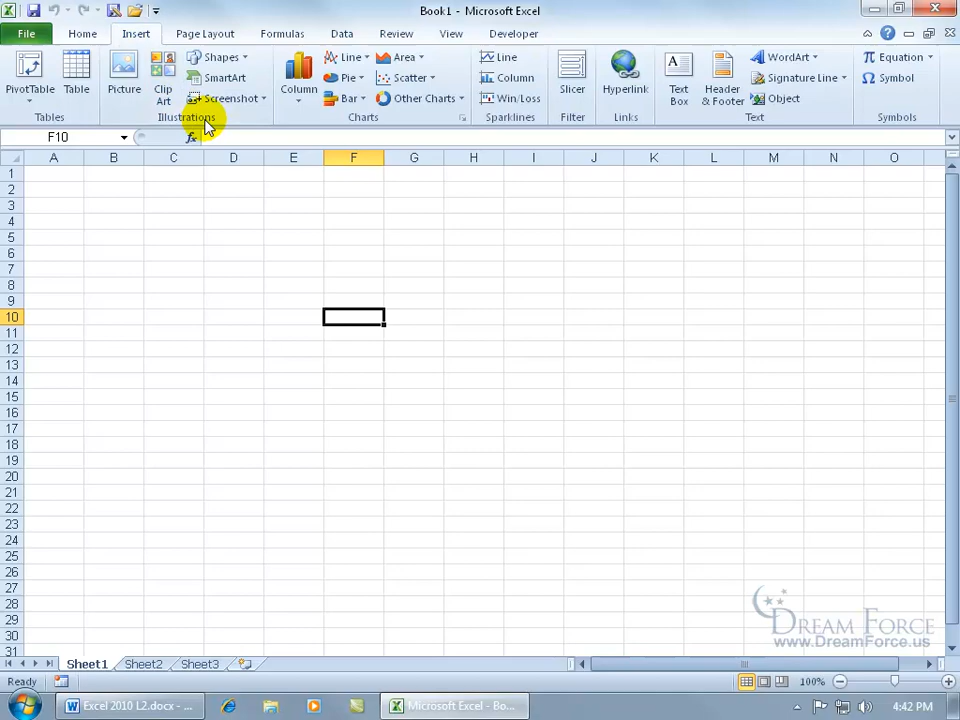 Book1 - Microsoft Excel
File Home Insert Page Layout Formulas Data Review View Developer
PivotTable Table Picture Clip Art Shapes SmartArt Screenshot Column Line Pie Bar Area Scatter Other Charts Line Column Win/Loss Slicer Hyperlink Text Box Header & Footer WordArt Signature Line Object Equation Symbol
Tables Illustrations Charts Sparklines Filter Links Text Symbols
F10 fx
A B C D E F G H I J K L M N O
1
2
3
4
5
6
7
8
9
10
11
12
13
14
15
16
17
18
19
20
21
22
23
24
25
26
27
28
29
30
31
DREAM FORCE
www.DreamForce.us
Sheet1 Sheet2 Sheet3
Ready 100%
Excel 2010 L2.docx - ... Microsoft Excel - Bo... 4:42 PM